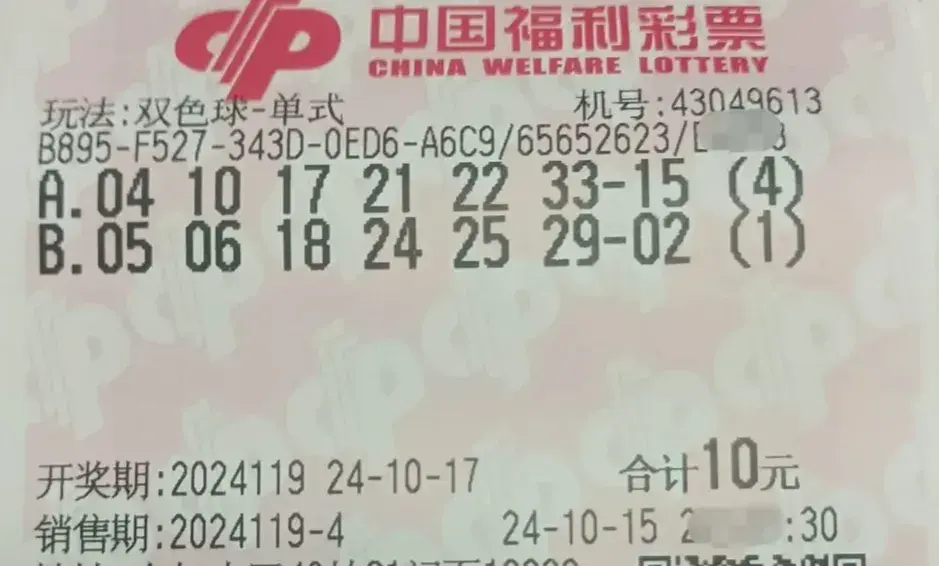 中国福利彩票
CHINA WELFARE LOTTERY
玩法:双色球-单式 机号:43049613
B895-F527-343D-0ED6-A6C9/65652623/
A.04 10 17 21 22 33-15 (4)
B.05 06 18 24 25 29-02 (1)
开奖期:2024119 24-10-17 合计10元
销售期:2024119-4 24-10-15 :30